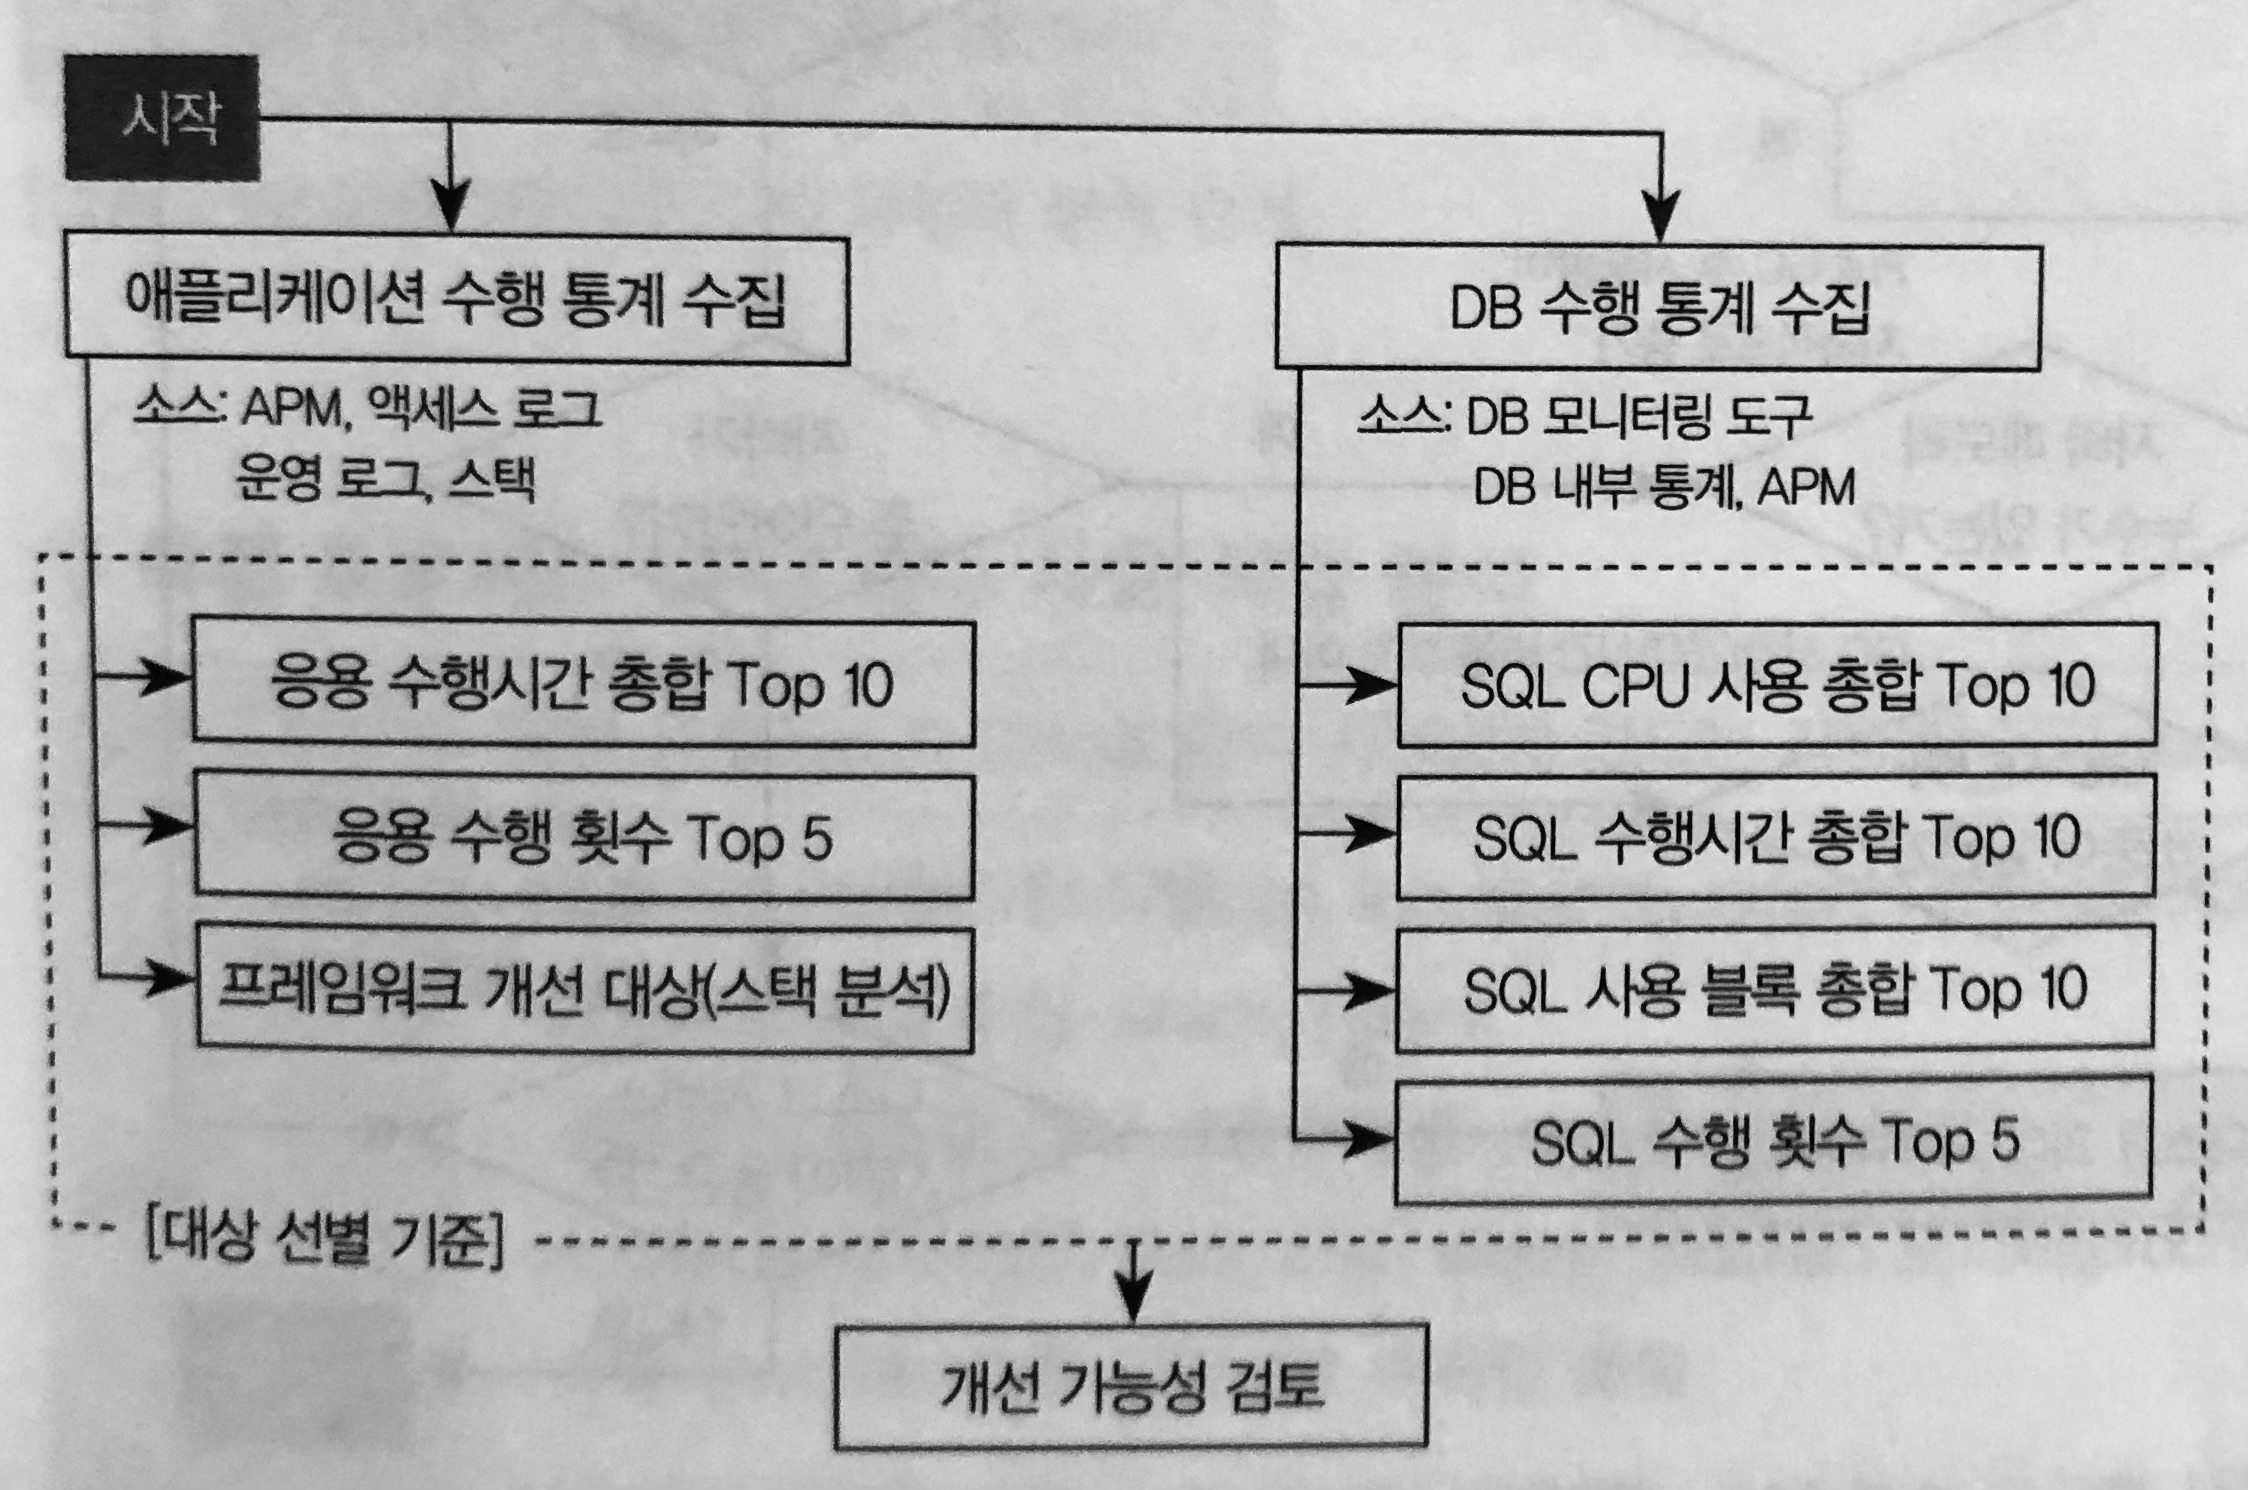 시작
애플리케이션 수행 통계 수집
소스: APM, 액세스 로그
운영 로그, 스택
응용 수행시간 총합 Top 10
응용 수행 횟수 Top 5
프레임워크 개선 대상(스택 분석)
DB 수행 통계 수집
소스: DB 모니터링 도구
DB 내부 통계, APM
SQL CPU 사용 총합 Top 10
SQL 수행시간 총합 Top 10
SQL 사용 블록 총합 Top 10
SQL 수행 횟수 Top 5
[대상 선별 기준]
개선 가능성 검토